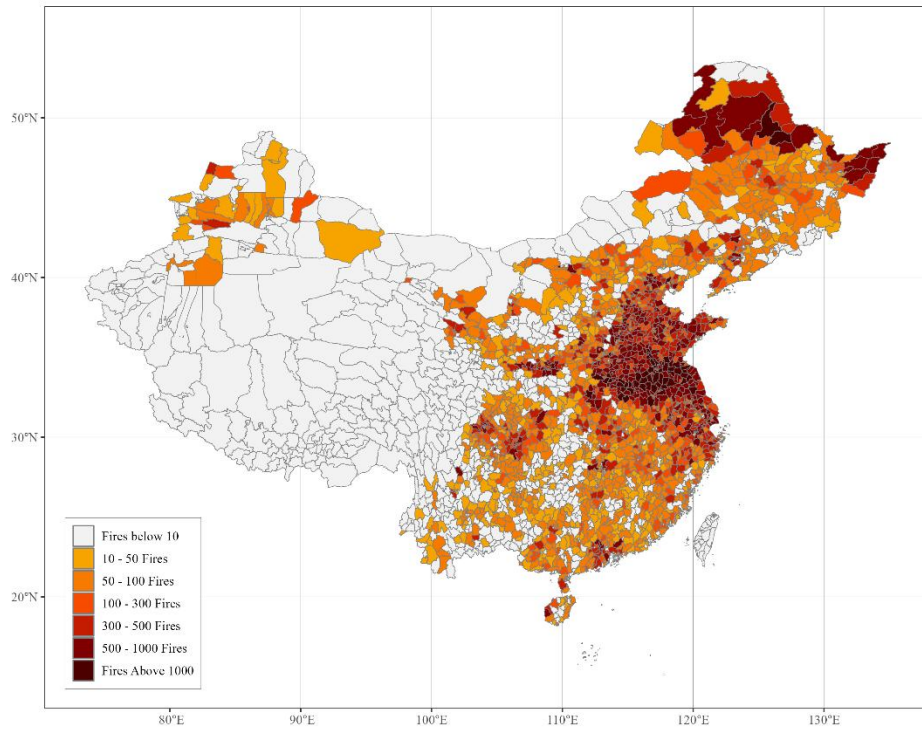 50°N
40°N
30°N
20°N
Fires below 10
10 - 50 Fires
50 - 100 Fires
100 - 300 Fires
300 - 500 Fires
500 - 1000 Fires
Fires Above 1000
80°E 90°E 100°E 110°E 120°E 130°E